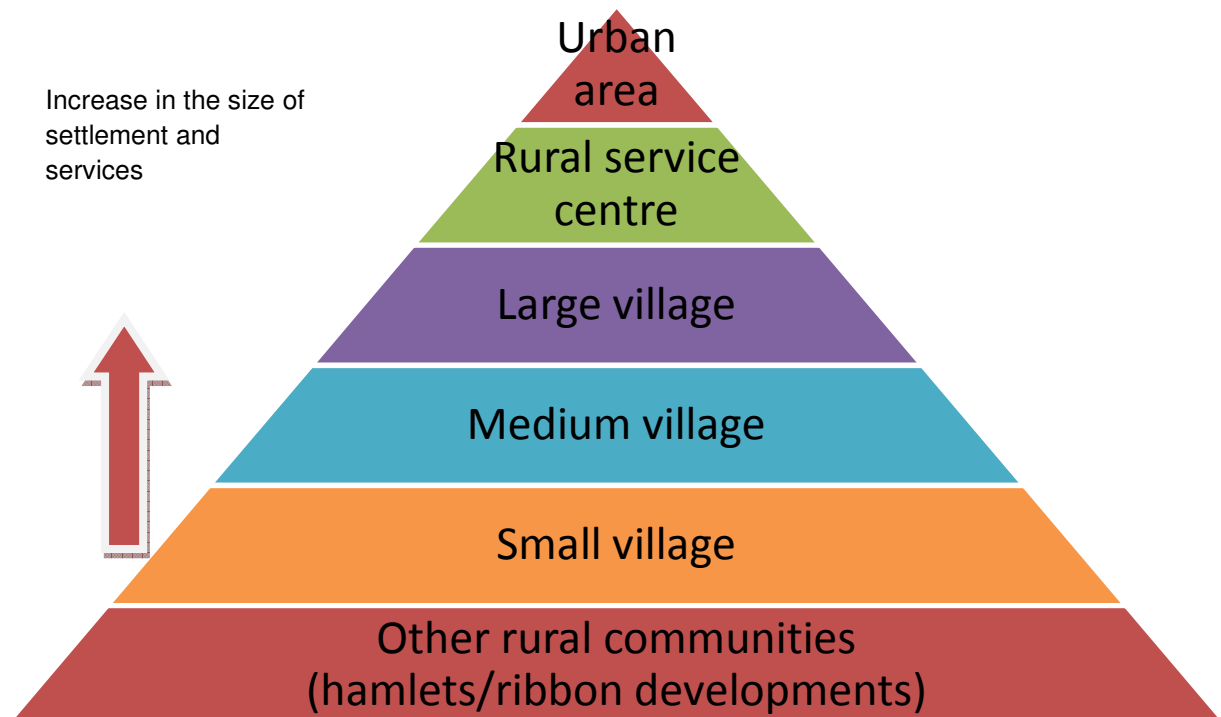 Increase in the size of
settlement and
services
Urban
area
Rural service
centre
Large village
Medium village
Small village
Other rural communities
(hamlets/ribbon developments)